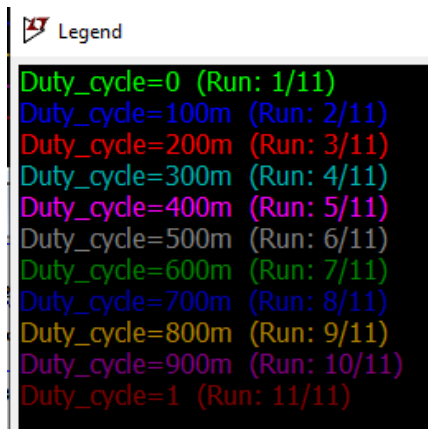 Legend
Duty_cycle=0 (Run: 1/11)
Duty_cycle=100m (Run: 2/11)
Duty_cycle=200m (Run: 3/11)
Duty_cycle=300m (Run: 4/11)
Duty_cycle=400m (Run: 5/11)
Duty_cycle=500m (Run: 6/11)
Duty_cycle=600m (Run: 7/11)
Duty_cycle=700m (Run: 8/11)
Duty_cycle=800m (Run: 9/11)
Duty_cycle=900m (Run: 10/11)
Duty_cycle=1 (Run: 11/11)